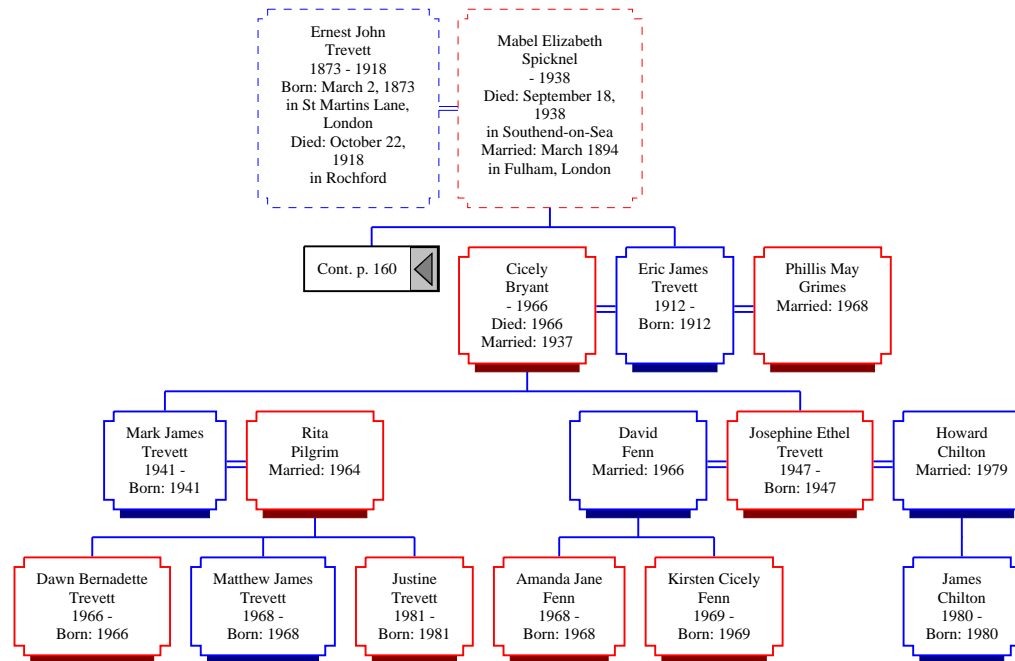 Ernest John
Trevett
1873 - 1918
Born: March 2, 1873
in St Martins Lane,
London
Died: October 22,
1918
in Rochford
Mabel Elizabeth
Spicknel
- 1938
Died: September 18,
1938
in Southend-on-Sea
Married: March 1894
in Fulham, London
Cont. p. 160
Cicely
Bryant
- 1966
Died: 1966
Married: 1937
Eric James
Trevett
1912 -
Born: 1912
Phillis May
Grimes
Married: 1968
Mark James
Trevett
1941 -
Born: 1941
Rita
Pilgrim
Married: 1964
David
Fenn
Married: 1966
Josephine Ethel
Trevett
1947 -
Born: 1947
Howard
Chilton
Married: 1979
Dawn Bernadette
Trevett
1966 -
Born: 1966
Matthew James
Trevett
1968 -
Born: 1968
Justine
Trevett
1981 -
Born: 1981
Amanda Jane
Fenn
1968 -
Born: 1968
Kirsten Cicely
Fenn
1969 -
Born: 1969
James
Chilton
1980 -
Born: 1980